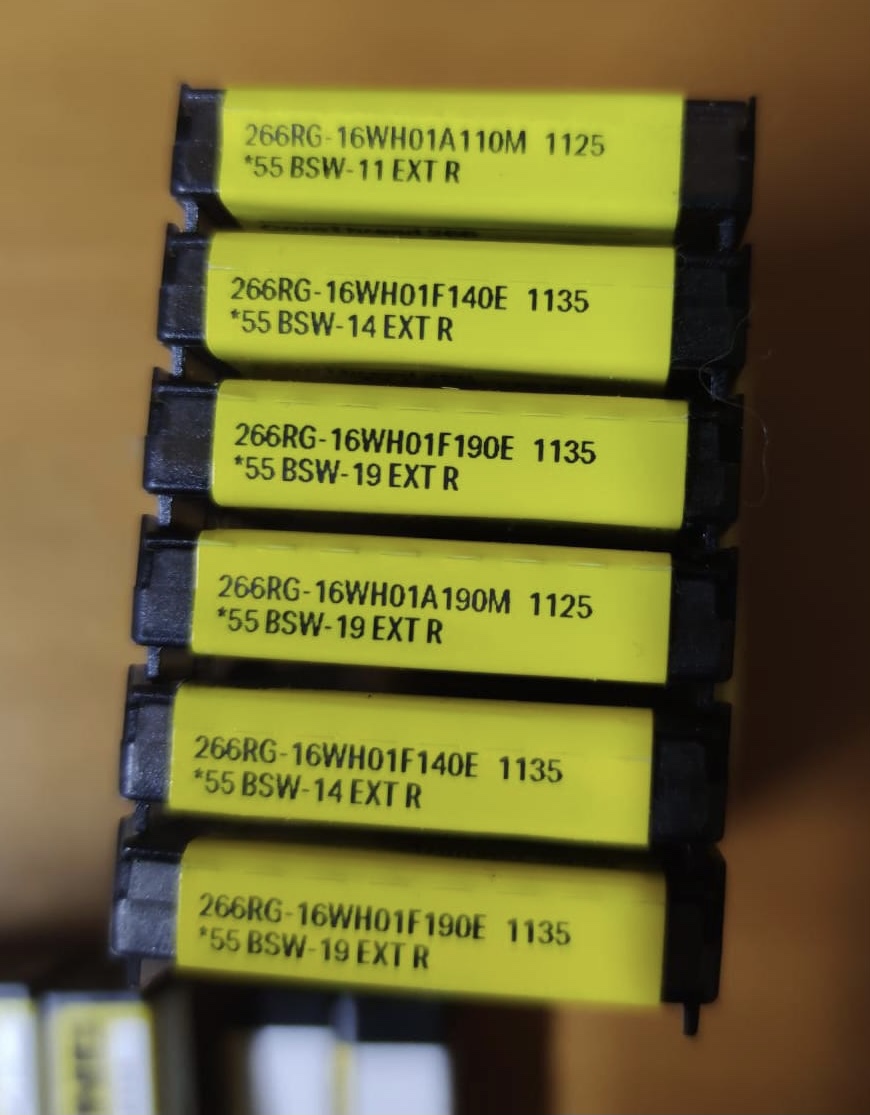 266RG-16WH01A110M 1125
*55 BSW-11 EXT R
266RG-16WH01F140E 1135
*55 BSW-14 EXT R
266RG-16WH01F190E 1135
*55 BSW-19 EXT R
266RG-16WH01A190M 1125
*55 BSW-19 EXT R
266RG-16WH01F140E 1135
*55 BSW-14 EXT R
266RG-16WH01F190E 1135
*55 BSW-19 EXT R